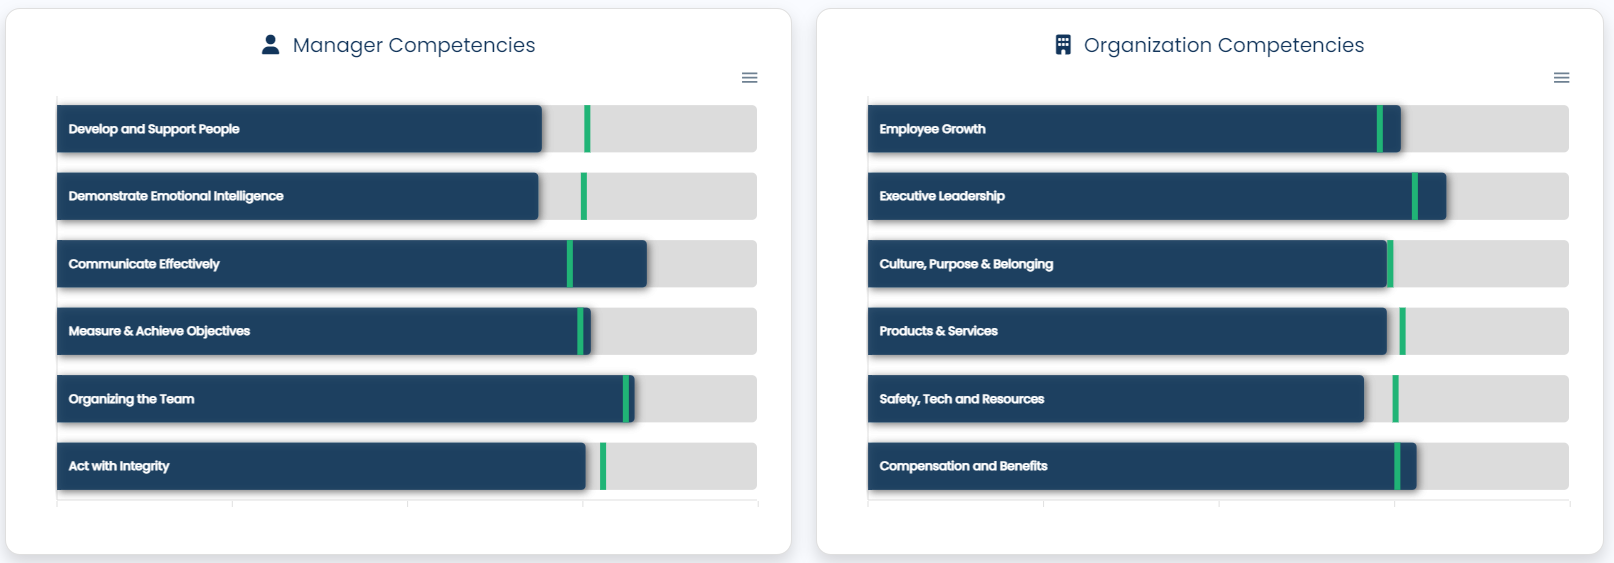 Manager Competencies
Develop and Support People
Demonstrate Emotional Intelligence
Communicate Effectively
Measure & Achieve Objectives
Organizing the Team
Act with Integrity
Organization Competencies
Employee Growth
Executive Leadership
Culture, Purpose & Belonging
Products & Services
Safety, Tech and Resources
Compensation and Benefits